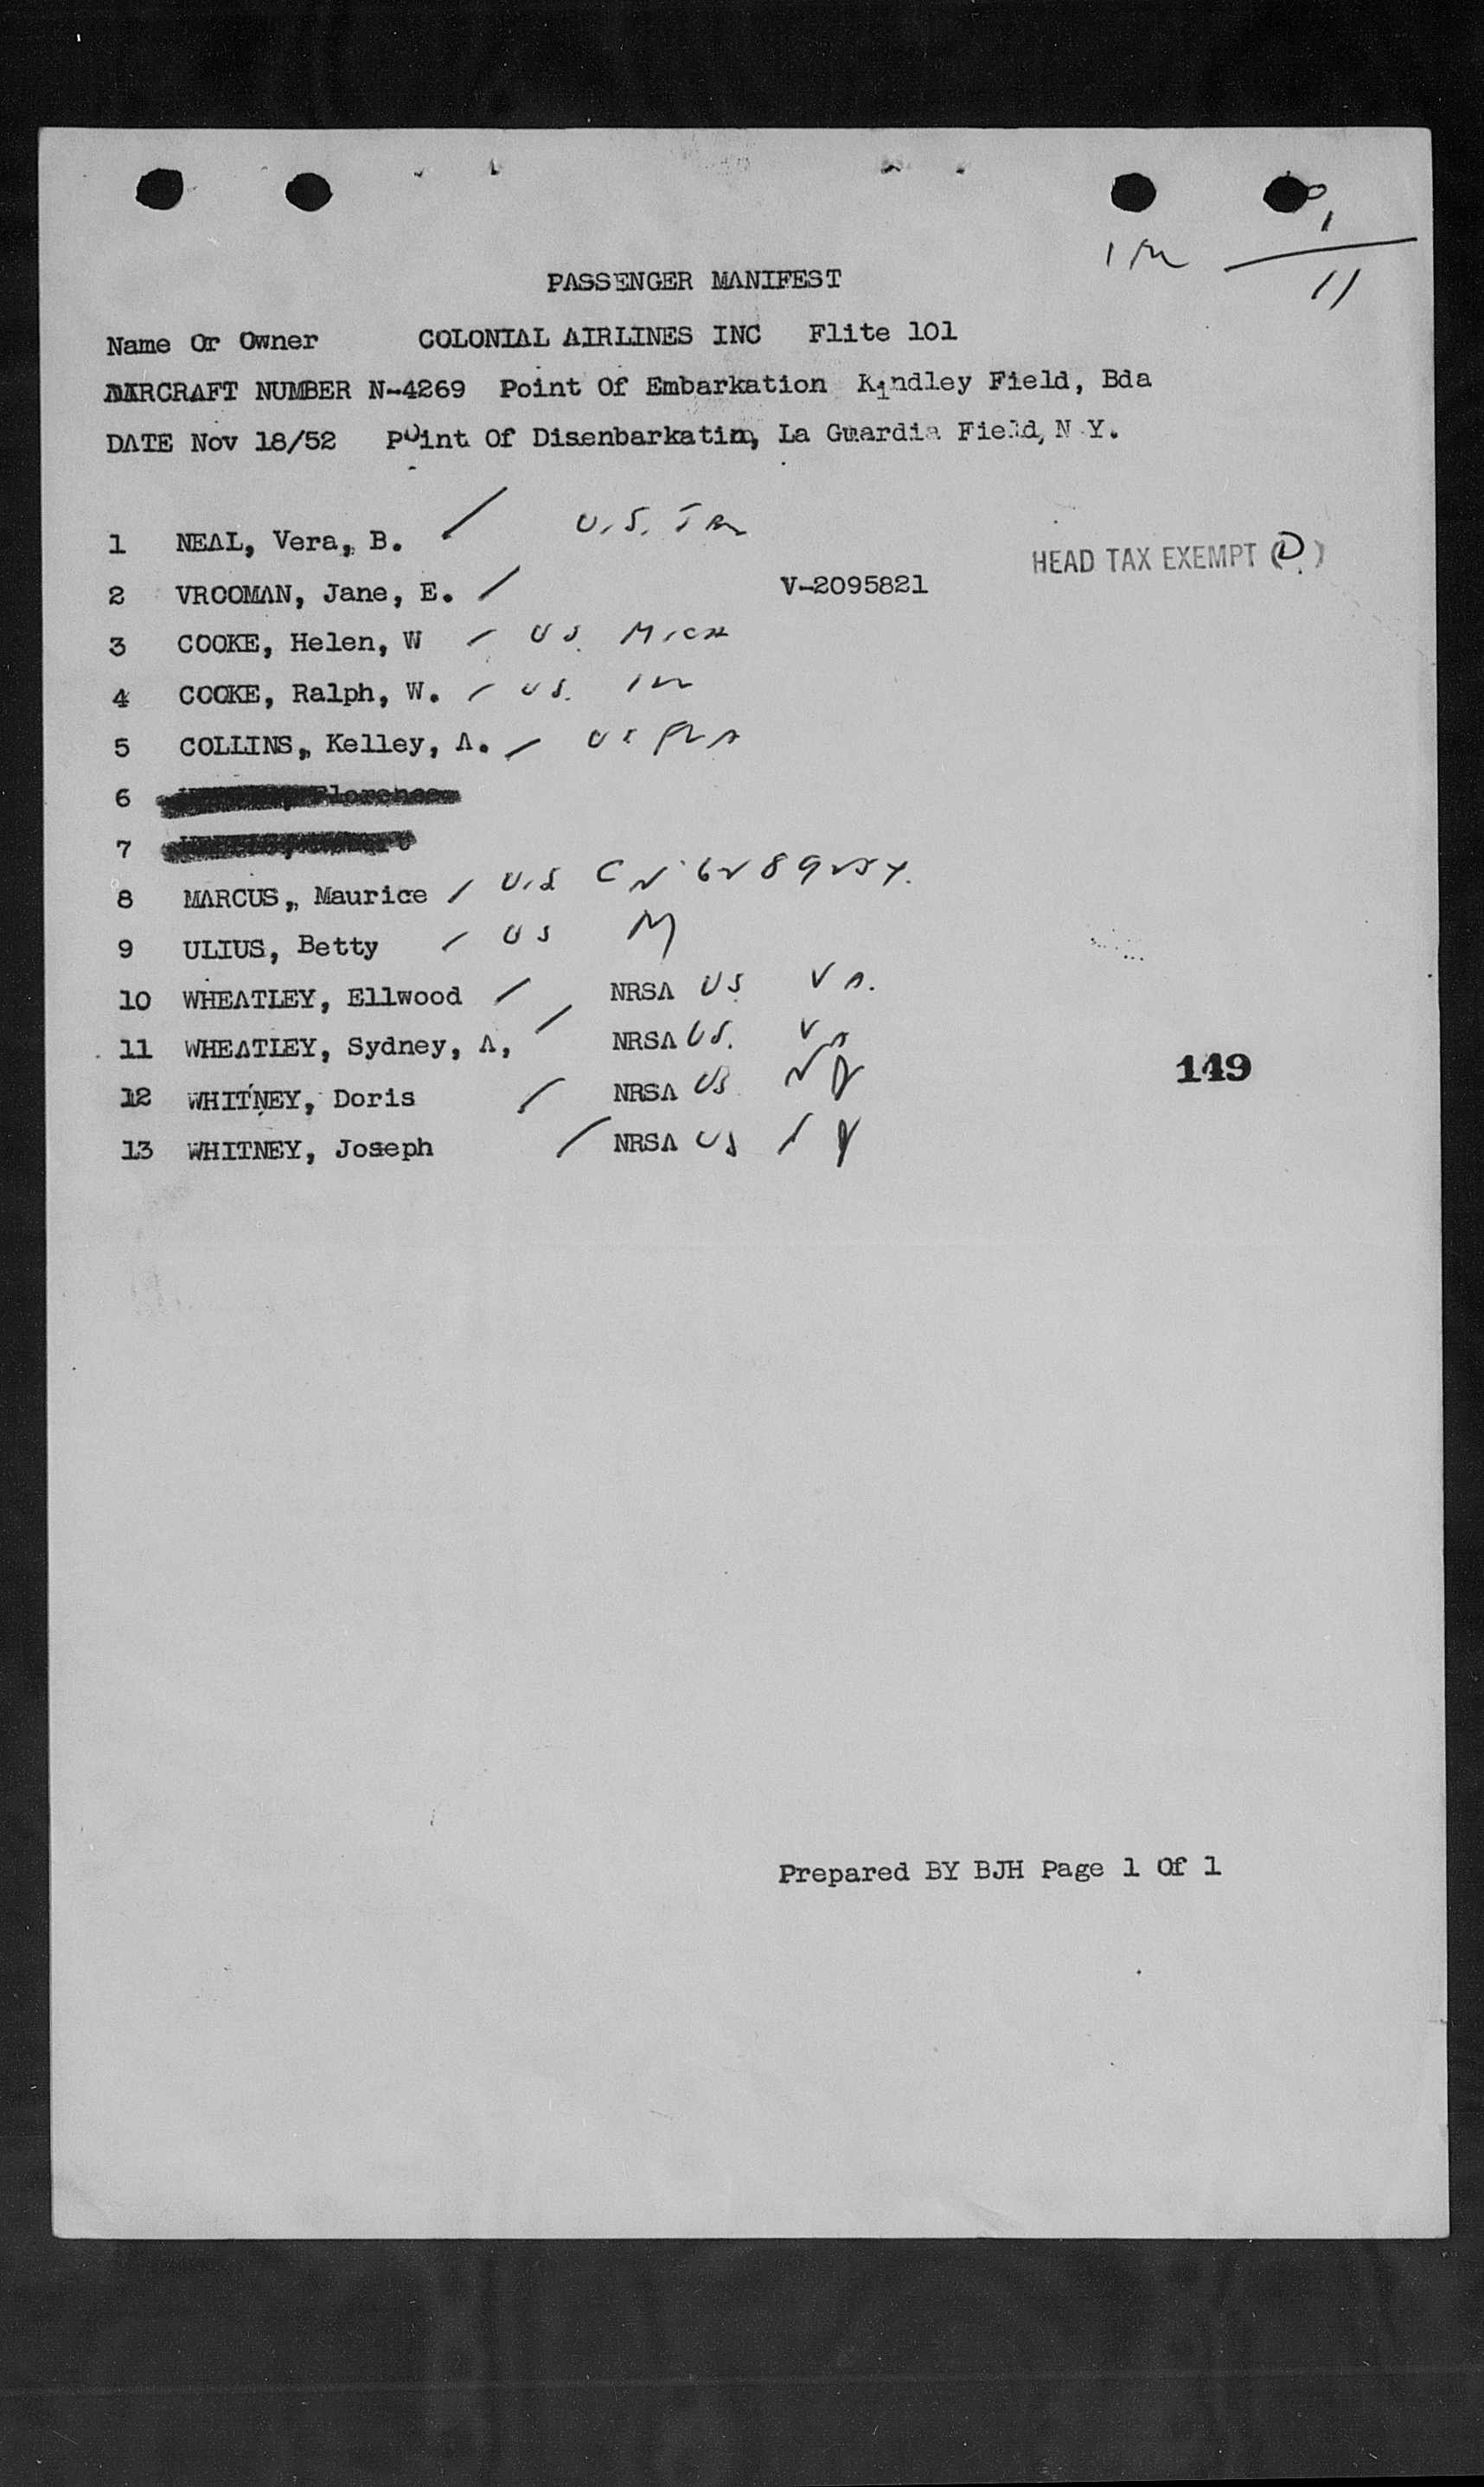 1
11
PASSENGER MANIFEST
Name Or Owner COLONIAL AIRLINES INC Flite 101
AIRCRAFT NUMBER N-4269 Point Of Embarkation Kindley Field, Bda
DATE Nov 18/52 Point Of Disenbarkatin, La Guardia Field, N Y.
1 NEAL, Vera, B. / U.S.
2 VROOMAN, Jane, E. / V-2095821 HEAD TAX EXEMPT (D)
3 COOKE, Helen, W / US. Mich
4 COOKE, Ralph, W. / US.
5 COLLINS, Kelley, A. / US
6 Florence
7
8 MARCUS, Maurice / U.S
9 ULIUS, Betty / US M
10 WHEATLEY, Ellwood / NRSA US Va.
11 WHEATLEY, Sydney, A, / NRSA US. Va
12 WHITNEY, Doris / NRSA US NY
149
13 WHITNEY, Joseph / NRSA US
Prepared BY BJH Page 1 Of 1